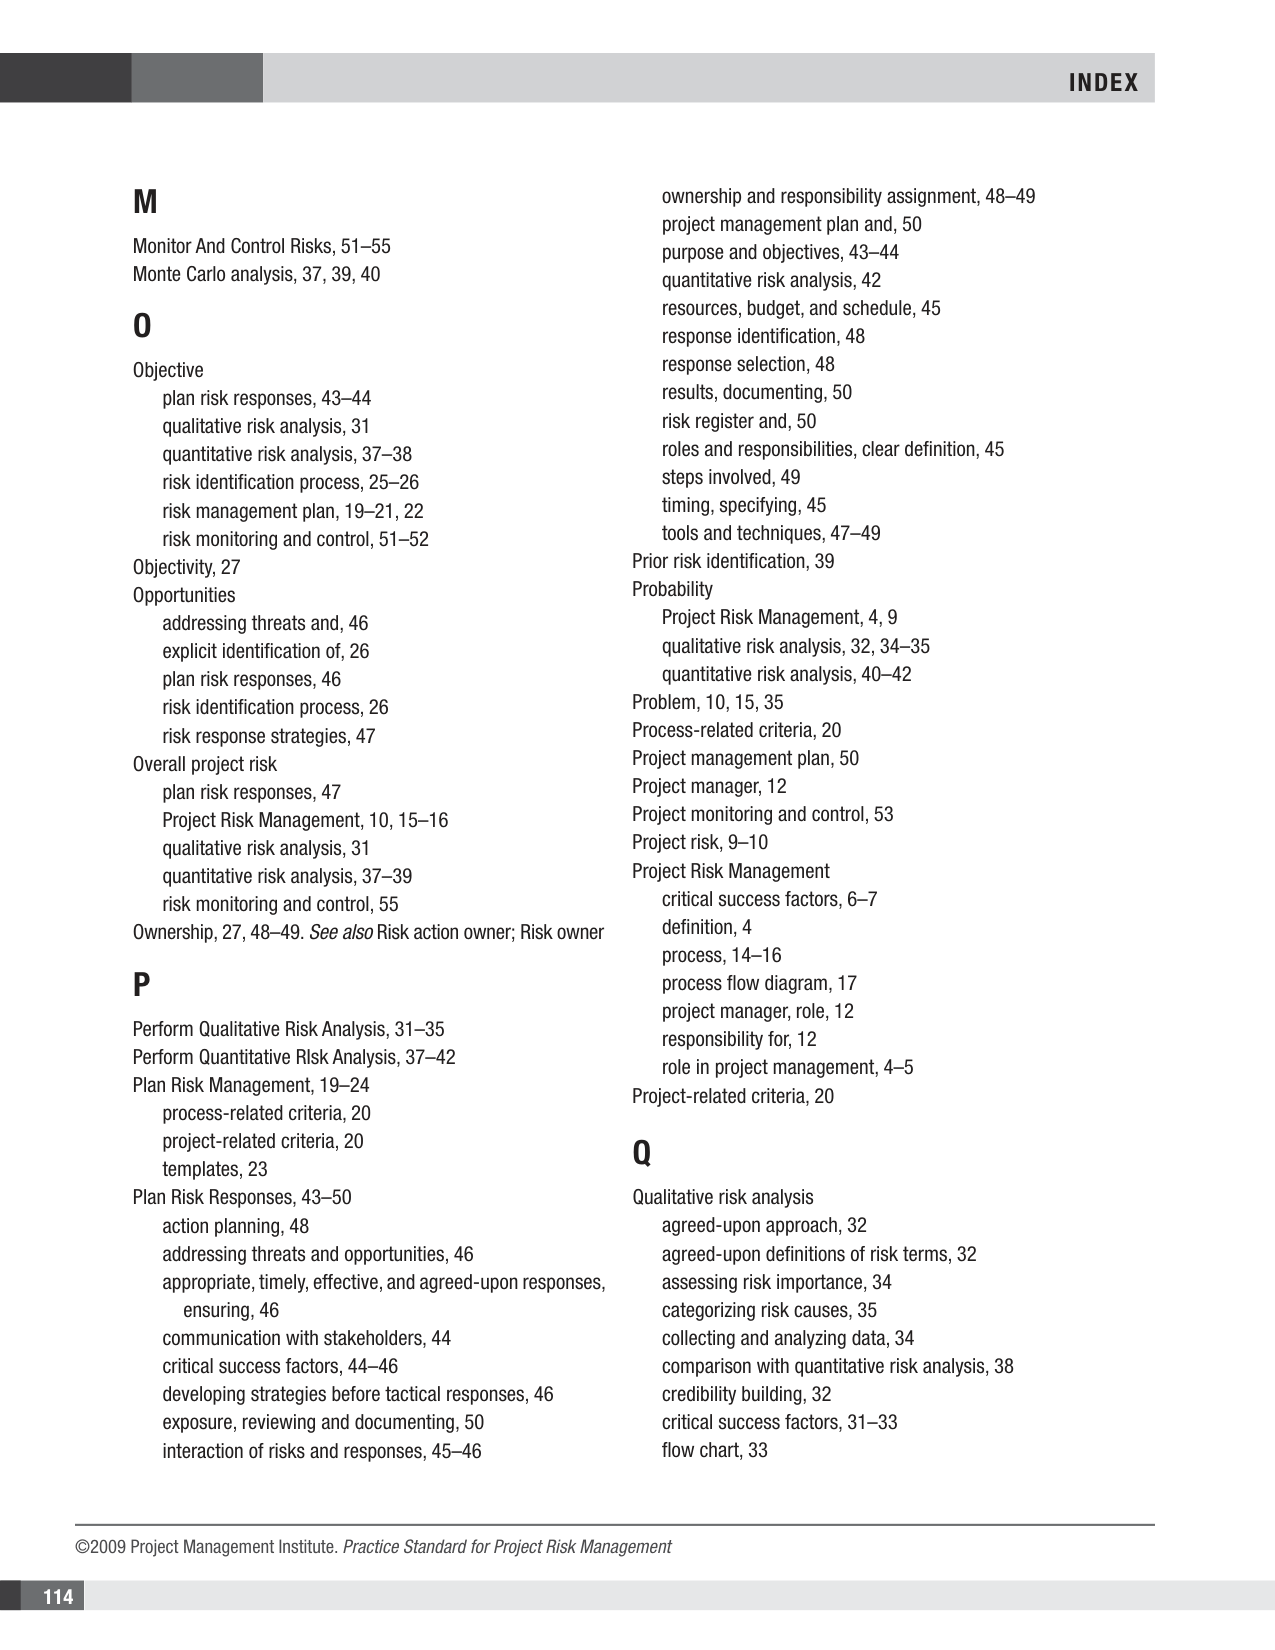 INDEX
M
Monitor And Control Risks, 51–55
Monte Carlo analysis, 37, 39, 40
O
Objective
plan risk responses, 43–44
qualitative risk analysis, 31
quantitative risk analysis, 37–38
risk identification process, 25–26
risk management plan, 19–21, 22
risk monitoring and control, 51–52
Objectivity, 27
Opportunities
addressing threats and, 46
explicit identification of, 26
plan risk responses, 46
risk identification process, 26
risk response strategies, 47
Overall project risk
plan risk responses, 47
Project Risk Management, 10, 15–16
qualitative risk analysis, 31
quantitative risk analysis, 37–39
risk monitoring and control, 55
Ownership, 27, 48–49. See also Risk action owner; Risk owner
P
Perform Qualitative Risk Analysis, 31–35
Perform Quantitative RIsk Analysis, 37–42
Plan Risk Management, 19–24
process-related criteria, 20
project-related criteria, 20
templates, 23
Plan Risk Responses, 43–50
action planning, 48
addressing threats and opportunities, 46
appropriate, timely, effective, and agreed-upon responses,
ensuring, 46
communication with stakeholders, 44
critical success factors, 44–46
developing strategies before tactical responses, 46
exposure, reviewing and documenting, 50
interaction of risks and responses, 45–46
ownership and responsibility assignment, 48–49
project management plan and, 50
purpose and objectives, 43–44
quantitative risk analysis, 42
resources, budget, and schedule, 45
response identification, 48
response selection, 48
results, documenting, 50
risk register and, 50
roles and responsibilities, clear definition, 45
steps involved, 49
timing, specifying, 45
tools and techniques, 47–49
Prior risk identification, 39
Probability
Project Risk Management, 4, 9
qualitative risk analysis, 32, 34–35
quantitative risk analysis, 40–42
Problem, 10, 15, 35
Process-related criteria, 20
Project management plan, 50
Project manager, 12
Project monitoring and control, 53
Project risk, 9–10
Project Risk Management
critical success factors, 6–7
definition, 4
process, 14–16
process flow diagram, 17
project manager, role, 12
responsibility for, 12
role in project management, 4–5
Project-related criteria, 20
Q
Qualitative risk analysis
agreed-upon approach, 32
agreed-upon definitions of risk terms, 32
assessing risk importance, 34
categorizing risk causes, 35
collecting and analyzing data, 34
comparison with quantitative risk analysis, 38
credibility building, 32
critical success factors, 31–33
flow chart, 33
©2009 Project Management Institute. Practice Standard for Project Risk Management
114